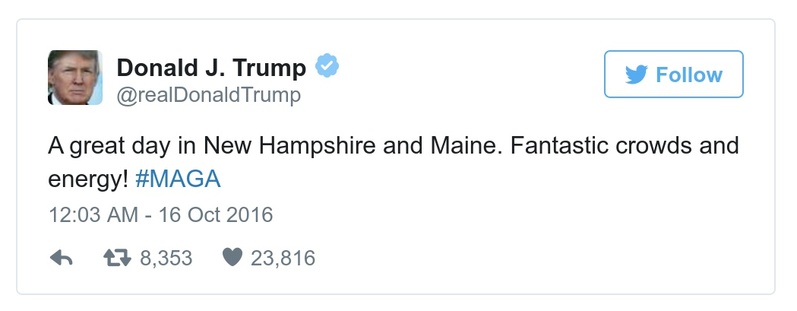 Donald J. Trump
@realDonaldTrump
Follow
A great day in New Hampshire and Maine. Fantastic crowds and
energy! #MAGA
12:03 AM - 16 Oct 2016
8,353 23,816